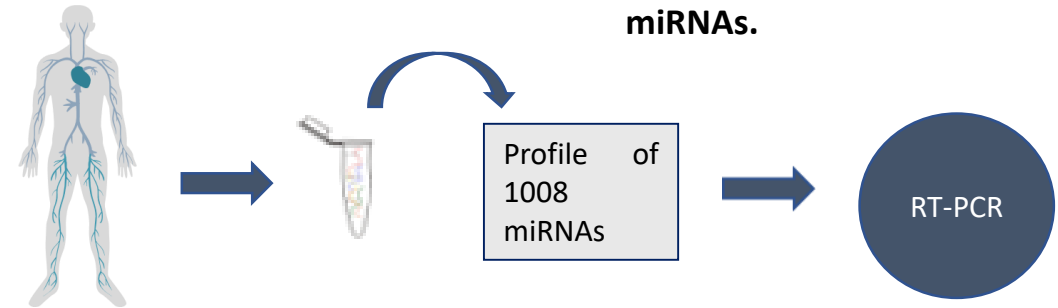 miRNAs.
Profile of
1008
miRNAs
RT-PCR